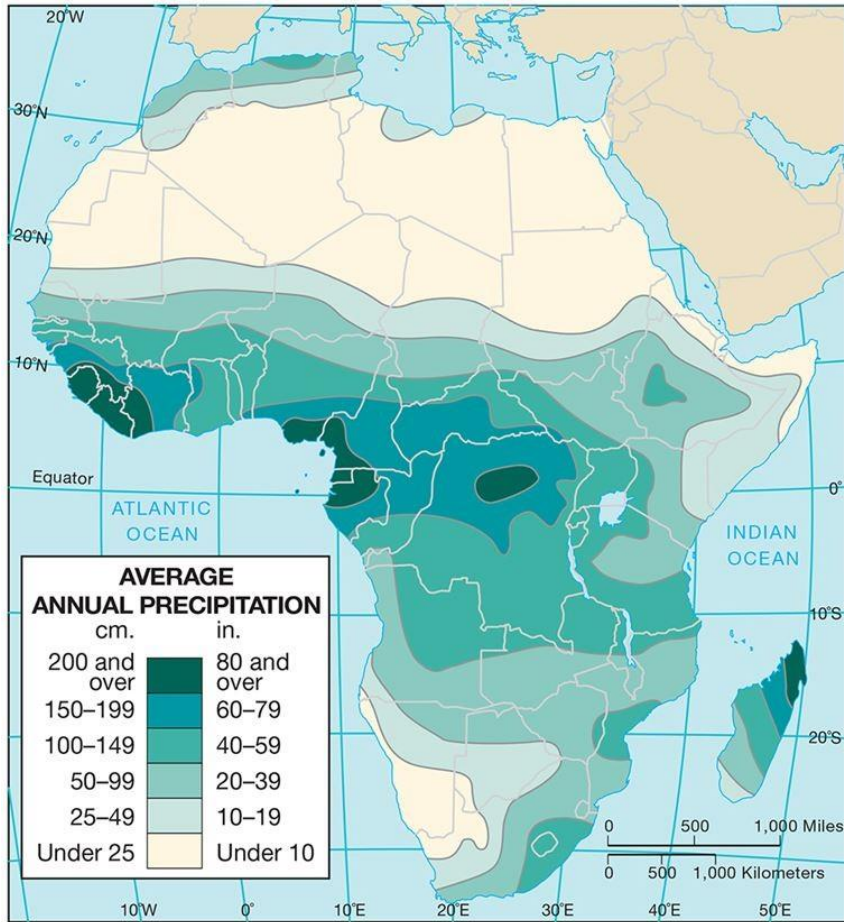 20°W
30°N
20°N
10°N
Equator
0°
ATLANTIC
OCEAN
INDIAN
OCEAN
10°S
20°S
AVERAGE
ANNUAL PRECIPITATION
cm. in.
200 and over 80 and over
150–199 60–79
100–149 40–59
50–99 20–39
25–49 10–19
Under 25 Under 10
0 500 1,000 Miles
0 500 1,000 Kilometers
10°W 0° 10°E 20°E 30°E 40°E 50°E